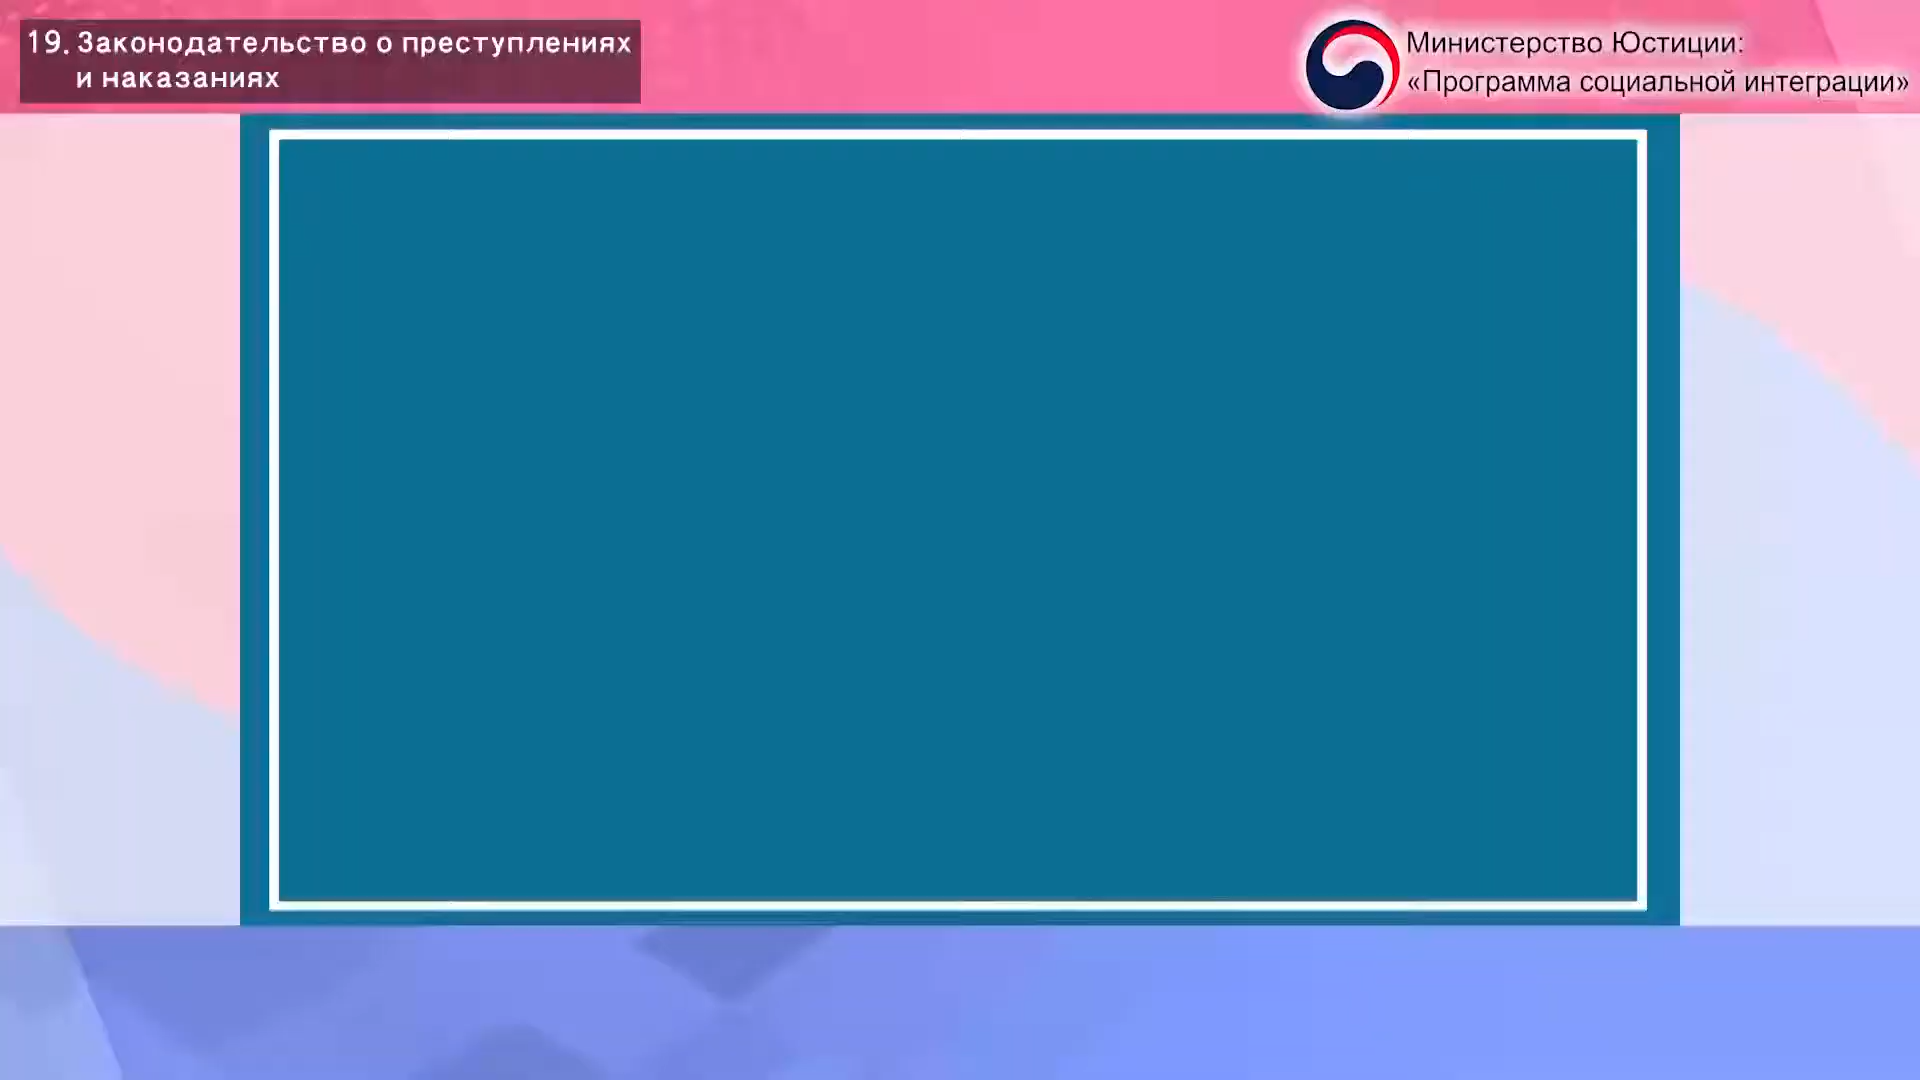 19. Законодательство о преступлениях
и наказаниях
Министерство Юстиции:
«Программа социальной интеграции»